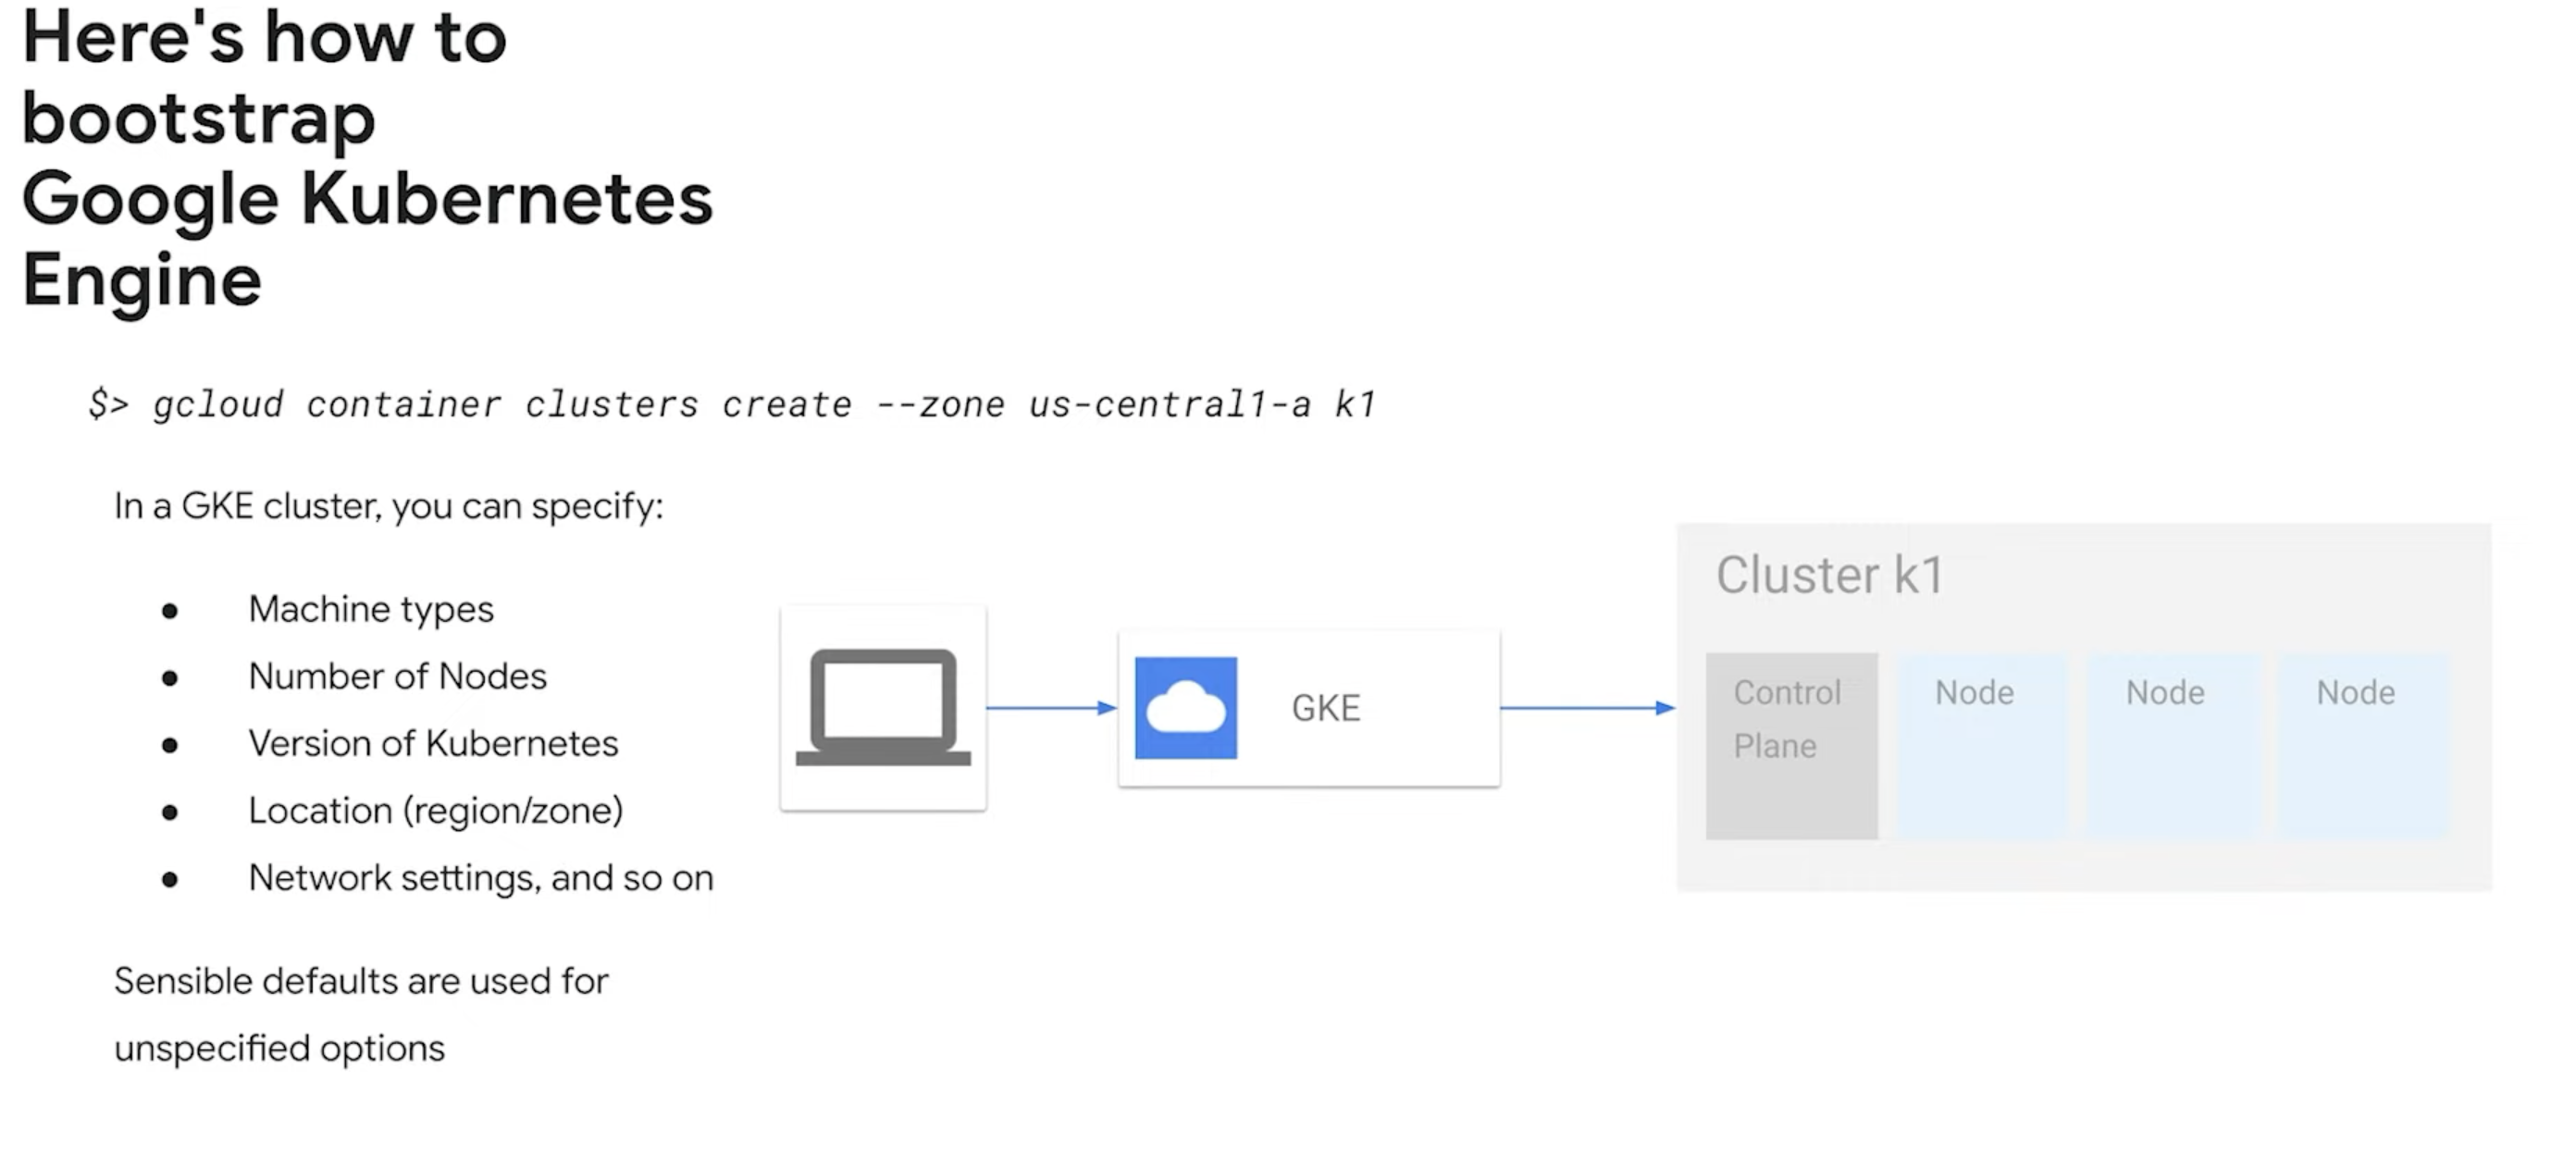 Here's how to
bootstrap
Google Kubernetes
Engine
$> gcloud container clusters create --zone us-central1-a k1
In a GKE cluster, you can specify:
● Machine types
● Number of Nodes
● Version of Kubernetes
● Location (region/zone)
● Network settings, and so on
Sensible defaults are used for
unspecified options
GKE
Cluster k1
Control
Plane
Node
Node
Node